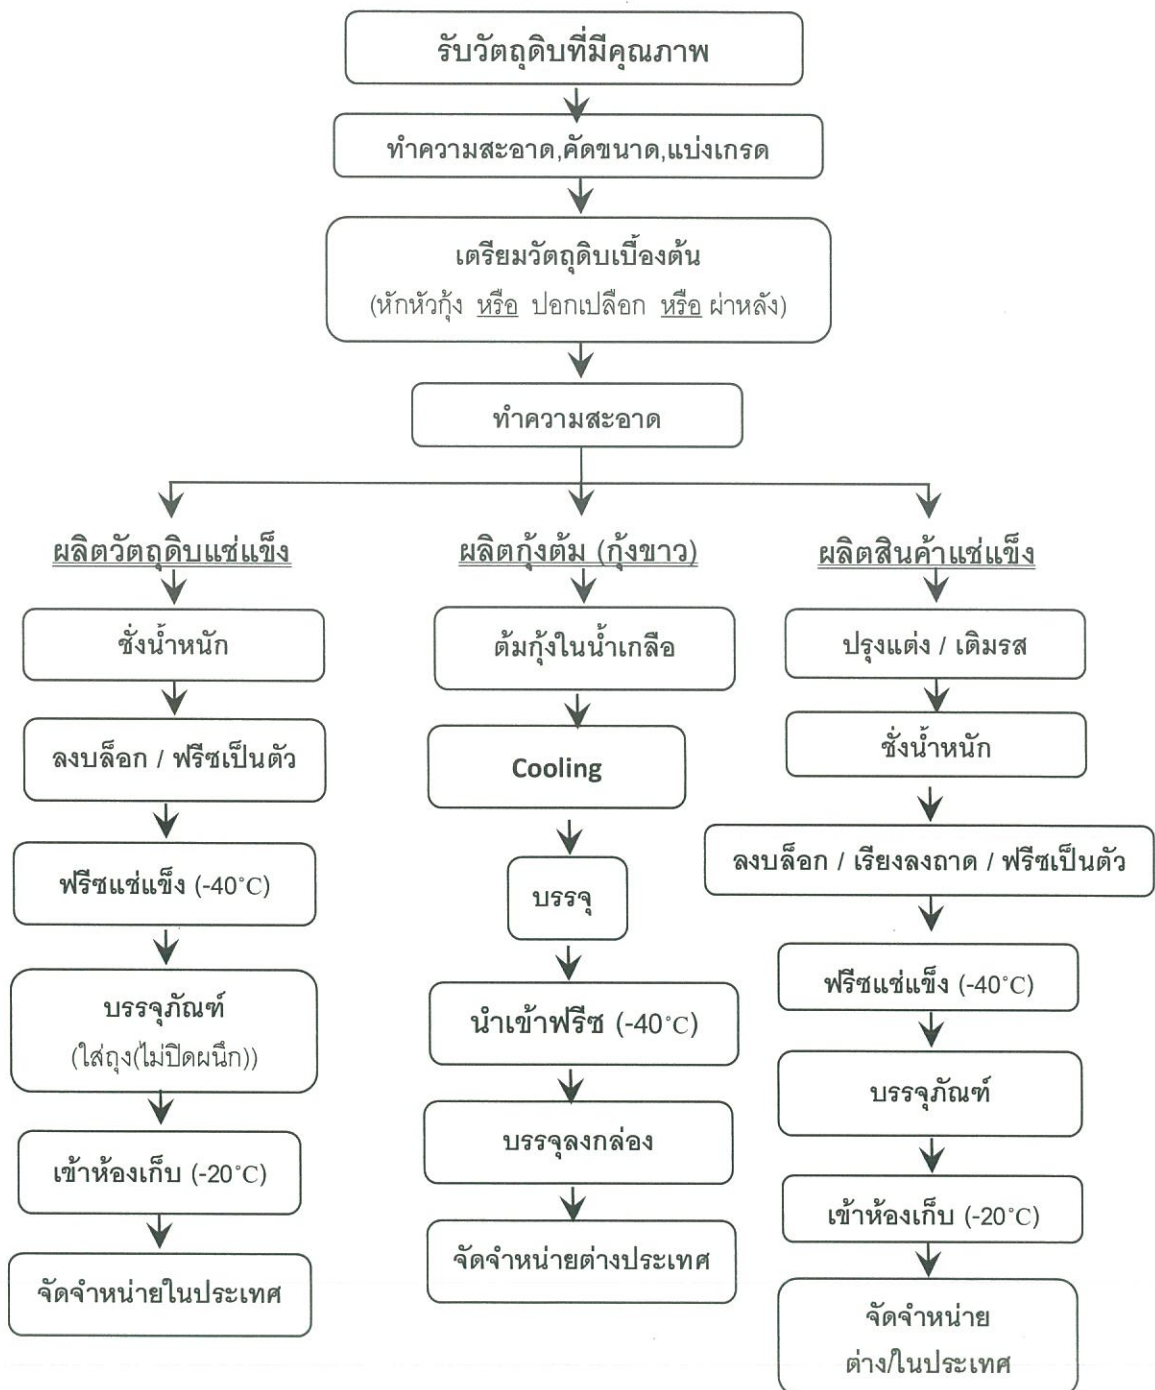 รับวัตถุดิบที่มีคุณภาพ
ทำความสะอาด,คัดขนาด,แบ่งเกรด
เตรียมวัตถุดิบเบื้องต้น
(หักหัวกุ้ง หรือ ปอกเปลือก หรือ ผ่าหลัง)
ทำความสะอาด
ผลิตวัตถุดิบแช่แข็ง
ชั่งน้ำหนัก
ลงบล็อก / ฟรีซเป็นตัว
ฟรีซแช่แข็ง (-40°C)
บรรจุภัณฑ์
(ใส่ถุง(ไม่ปิดผนึก))
เข้าห้องเก็บ (-20°C)
จัดจำหน่ายในประเทศ
ผลิตกุ้งต้ม (กุ้งขาว)
ต้มกุ้งในน้ำเกลือ
Cooling
บรรจุ
นำเข้าฟรีซ (-40°C)
บรรจุลงกล่อง
จัดจำหน่ายต่างประเทศ
ผลิตสินค้าแช่แข็ง
ปรุงแต่ง / เติมรส
ชั่งน้ำหนัก
ลงบล็อก / เรียงลงถาด / ฟรีซเป็นตัว
ฟรีซแช่แข็ง (-40°C)
บรรจุภัณฑ์
เข้าห้องเก็บ (-20°C)
จัดจำหน่าย
ต่าง/ในประเทศ